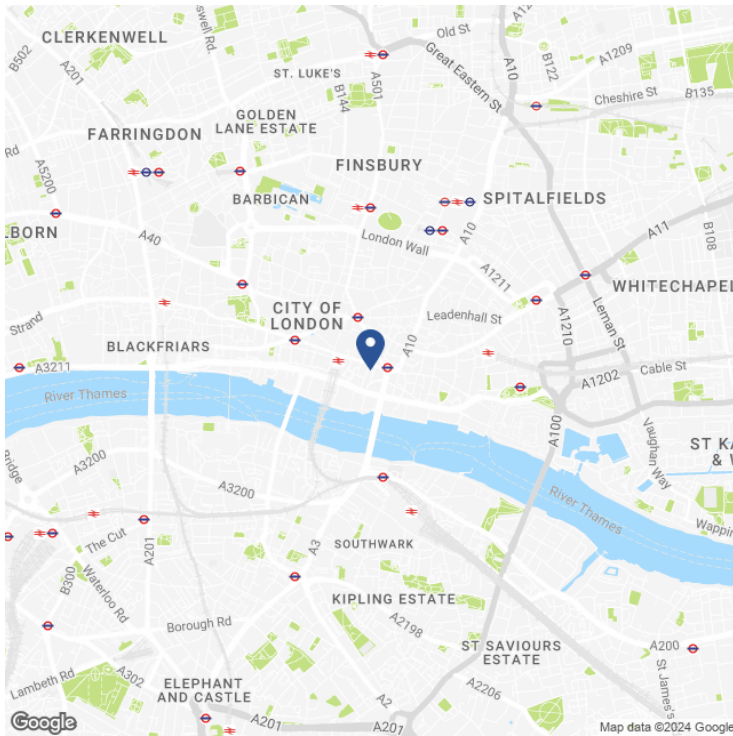 Old St
CLERKENWELL
swell Rd.
B502
A201
A10
A1209
B122
ST. LUKE'S
A501
B144
Great Eastern St
Cheshire St
B135
GOLDEN
LANE ESTATE
FARRINGDON
Rd
FINSBURY
A5200
BARBICAN
SPITALFIELDS
LBORN
A40
London Wall
A10
A11
B108
A1211
WHITECHAPEL
CITY OF
LONDON
Strand
Leadenhall St
Leman St
A1210
BLACKFRIARS
A10
A3211
Cable St
A1202
River Thames
A100
Vaughan Way
ST KA
& W
A3200
Bridge
A3200
River Thames
Wappin
The Cut
A201
A3
SOUTHWARK
B300
Waterloo Rd
KIPLING ESTATE
Borough Rd
A2198
ST SAVIOURS
ESTATE
A200
Lambeth Rd
A302
ELEPHANT
AND CASTLE
A2
A2206
St James's
A201
A201
Google
Map data ©2024 Google